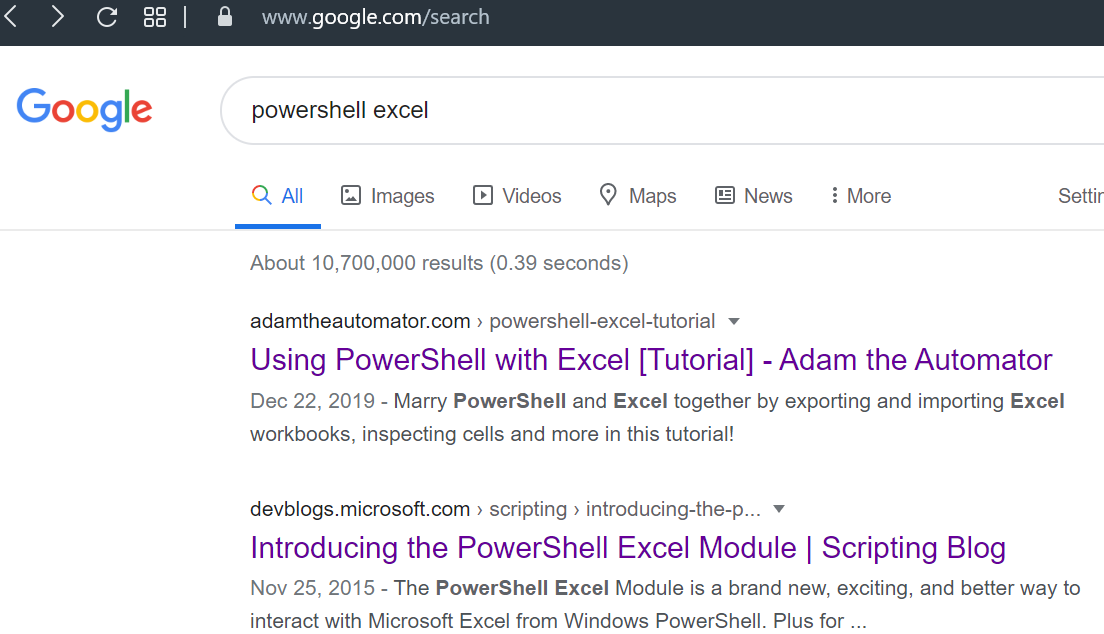 www.google.com/search
Google
powershell excel
All Images Videos Maps News More Settin
About 10,700,000 results (0.39 seconds)
adamtheautomator.com › powershell-excel-tutorial
Using PowerShell with Excel [Tutorial] - Adam the Automator
Dec 22, 2019 - Marry PowerShell and Excel together by exporting and importing Excel
workbooks, inspecting cells and more in this tutorial!
devblogs.microsoft.com › scripting › introducing-the-p...
Introducing the PowerShell Excel Module | Scripting Blog
Nov 25, 2015 - The PowerShell Excel Module is a brand new, exciting, and better way to
interact with Microsoft Excel from Windows PowerShell. Plus for ...